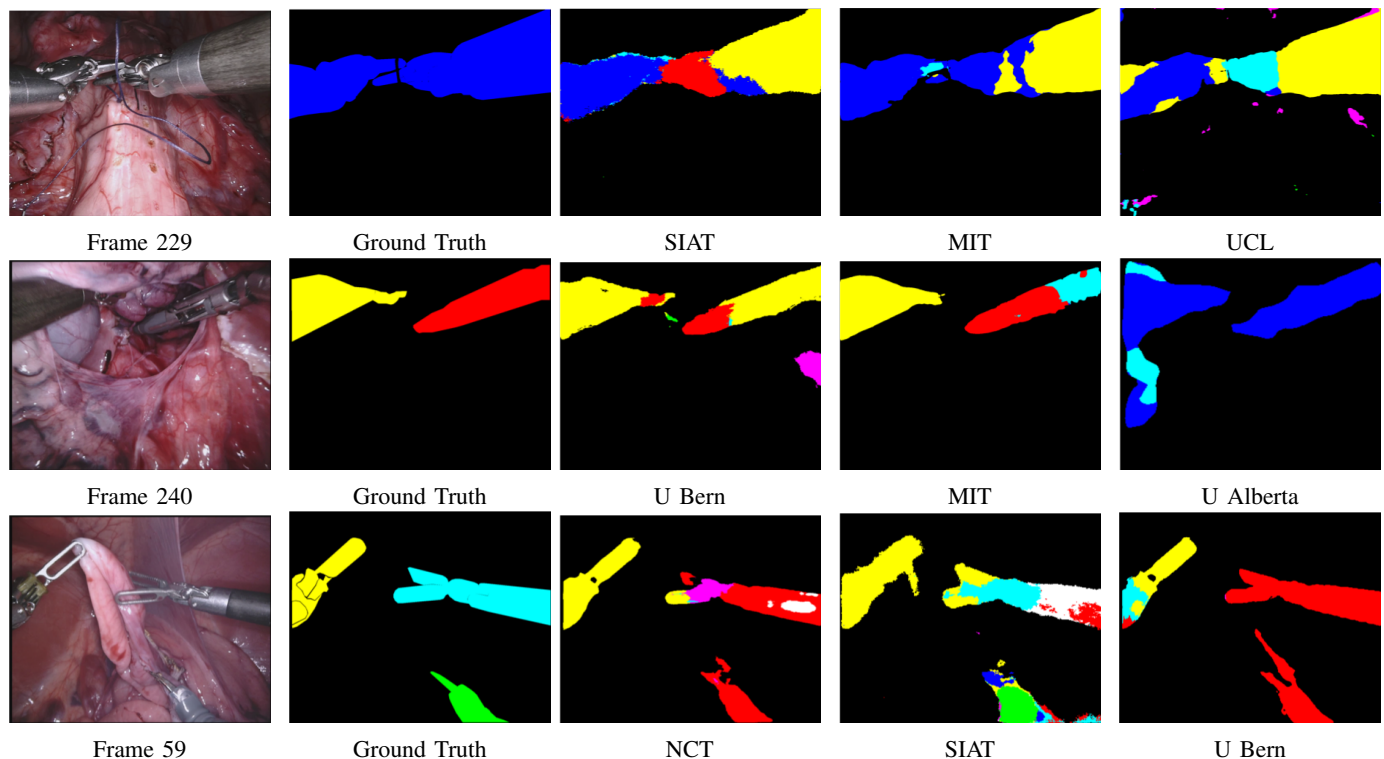 Frame 229 Ground Truth SIAT MIT UCL
Frame 240 Ground Truth U Bern MIT U Alberta
Frame 59 Ground Truth NCT SIAT U Bern